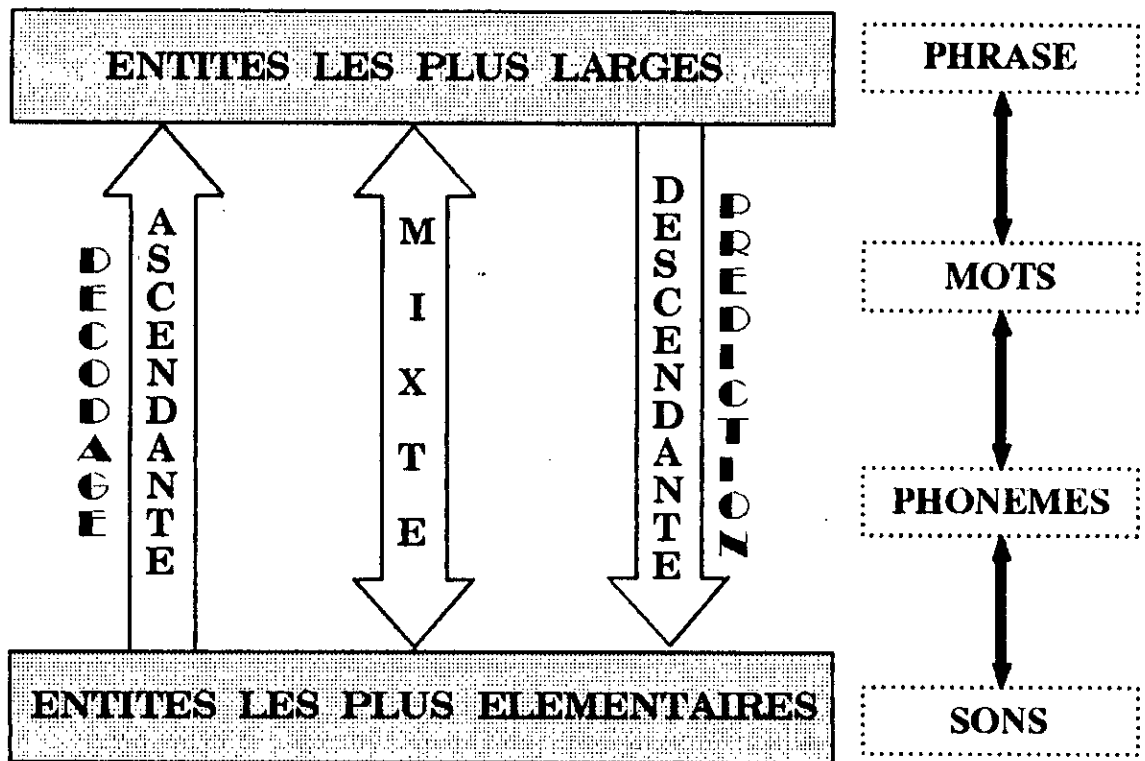 ENTITES LES PLUS LARGES
DECODAGE
ASCENDANTE
MIXTE
DESCENDANTE
PREDICTION
ENTITES LES PLUS ELEMENTAIRES
PHRASE
MOTS
PHONEMES
SONS